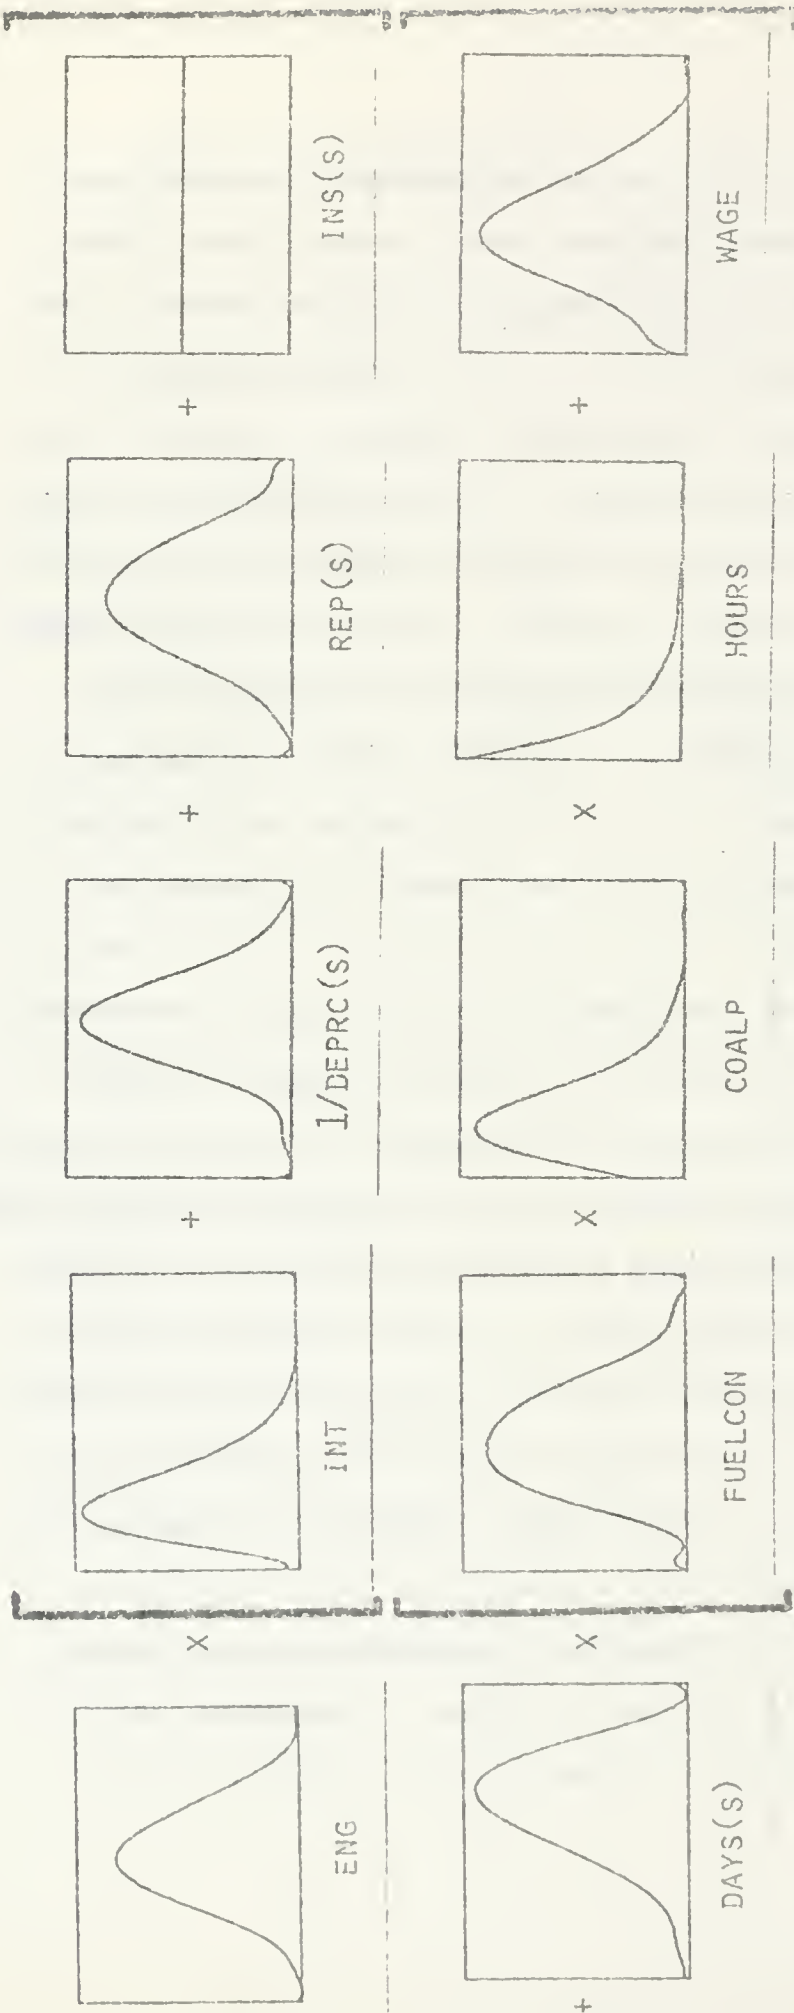 X + + +
ENG INT 1/DEPRC(S) REP(S) INS(S)
+ X X X +
DAYS(S) FUELCON COALP HOURS WAGE